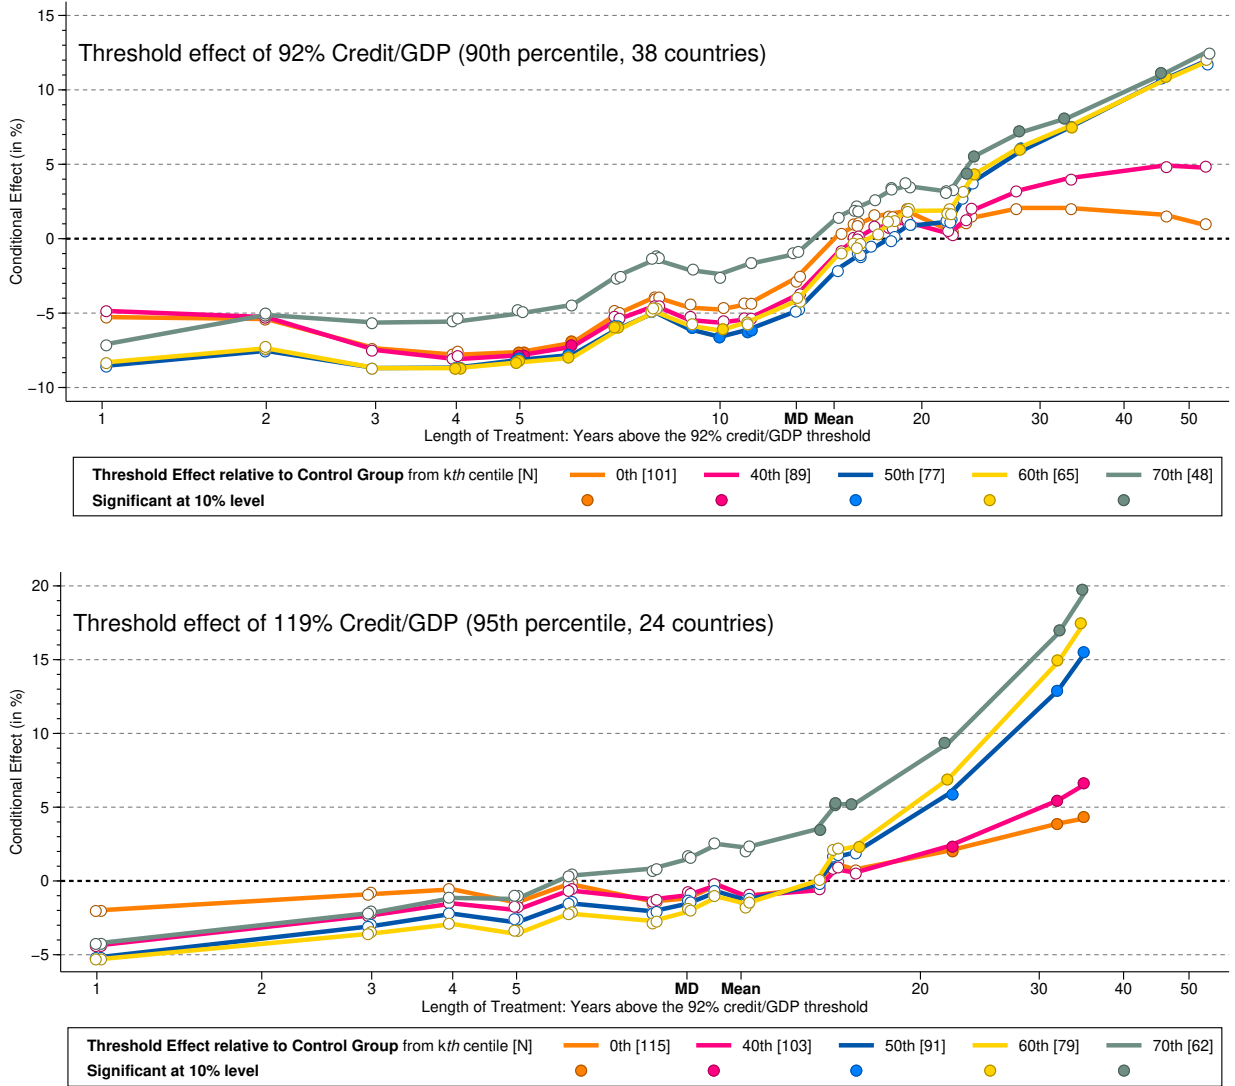 Threshold effect of 92% Credit/GDP (90th percentile, 38 countries)
Conditional Effect (in %)
15
10
5
0
−5
−10
1 2 3 4 5 10 MD Mean 20 30 40 50
Length of Treatment: Years above the 92% credit/GDP threshold
Threshold Effect relative to Control Group from kth centile [N] 0th [101] 40th [89] 50th [77] 60th [65] 70th [48]
Significant at 10% level
Threshold effect of 119% Credit/GDP (95th percentile, 24 countries)
Conditional Effect (in %)
20
15
10
5
0
−5
1 2 3 4 5 MD Mean 20 30 40 50
Length of Treatment: Years above the 92% credit/GDP threshold
Threshold Effect relative to Control Group from kth centile [N] 0th [115] 40th [103] 50th [91] 60th [79] 70th [62]
Significant at 10% level